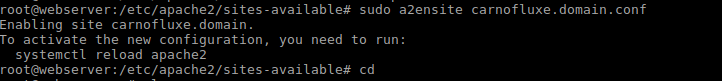 root@webserver:/etc/apache2/sites-available# sudo a2ensite carnofluxe.domain.conf
Enabling site carnofluxe.domain.
To activate the new configuration, you need to run:
  systemctl reload apache2
root@webserver:/etc/apache2/sites-available# cd